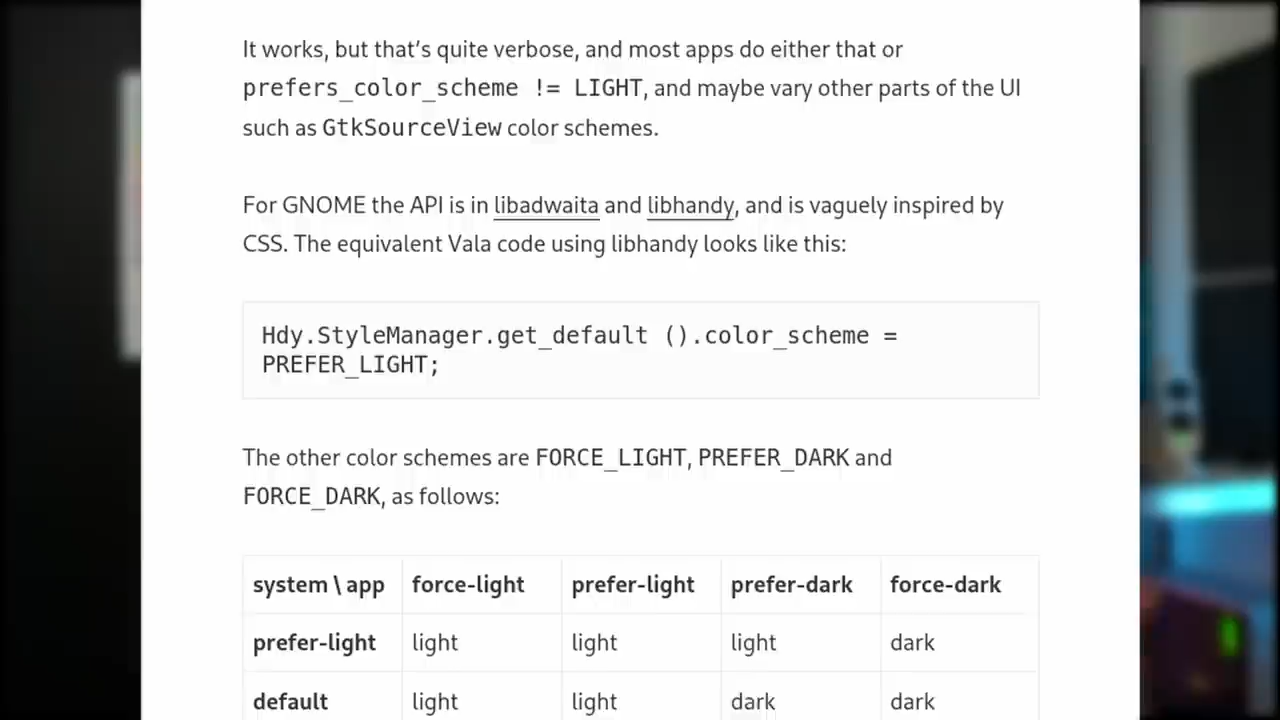 It works, but that’s quite verbose, and most apps do either that or
prefers_color_scheme != LIGHT, and maybe vary other parts of the UI
such as GtkSourceView color schemes.
For GNOME the API is in libadwaita and libhandy, and is vaguely inspired by
CSS. The equivalent Vala code using libhandy looks like this:
Hdy.StyleManager.get_default ().color_scheme =
PREFER_LIGHT;
The other color schemes are FORCE_LIGHT, PREFER_DARK and
FORCE_DARK, as follows:
system \ app force-light prefer-light prefer-dark force-dark
prefer-light light light light dark
default light light dark dark